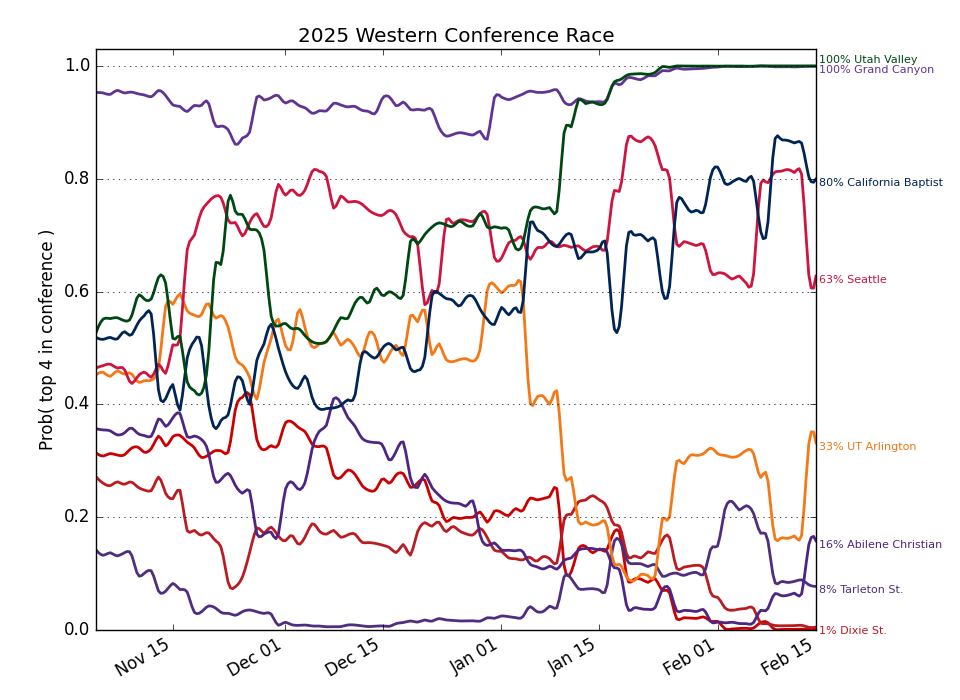 2025 Western Conference Race
Prob( top 4 in conference )
1.0
0.8
0.6
0.4
0.2
0.0
Nov 15
Dec 01
Dec 15
Jan 01
Jan 15
Feb 01
Feb 15
100% Utah Valley
100% Grand Canyon
80% California Baptist
63% Seattle
33% UT Arlington
16% Abilene Christian
8% Tarleton St.
1% Dixie St.